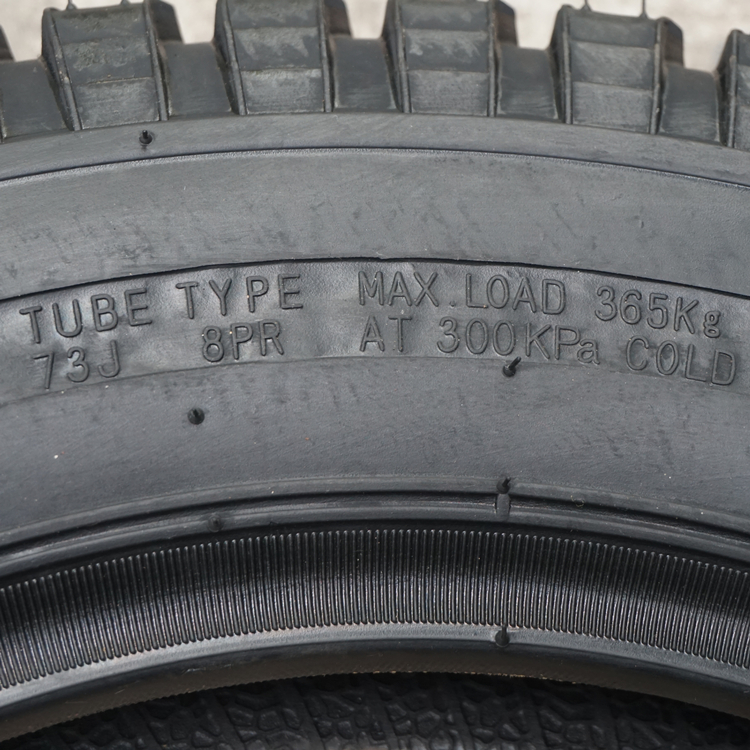 TUBE TYPE MAX.LOAD 365Kg
73J 8PR AT 300KPa COLD